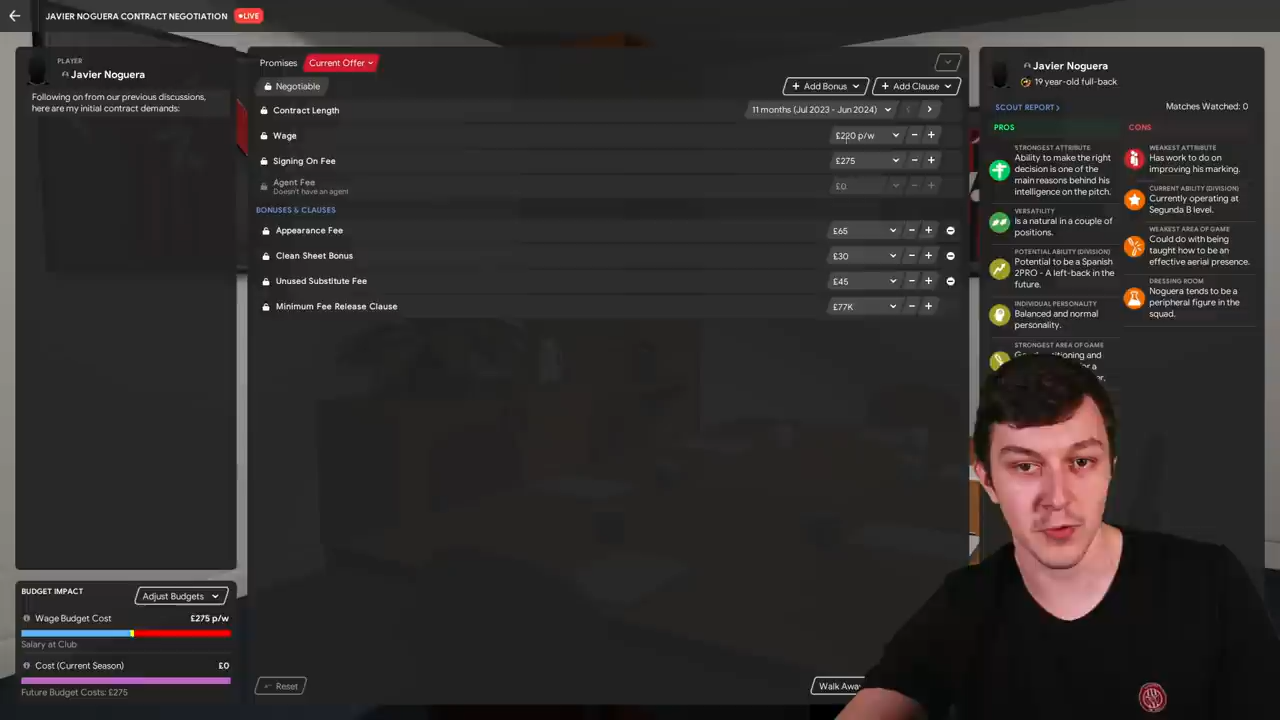 JAVIER NOGUERA CONTRACT NEGOTIATION
LIVE
PLAYER
Javier Noguera
Following on from our previous discussions,
here are my initial contract demands:
Promises
Current Offer
Negotiable
Add Bonus
Add Clause
Contract Length
11 months (Jul 2023 - Jun 2024)
Wage
£220 p/w
Signing On Fee
£275
Agent Fee
Doesn't have an agent
£0
BONUSES & CLAUSES
Appearance Fee
£65
Clean Sheet Bonus
£30
Unused Substitute Fee
£45
Minimum Fee Release Clause
£77K
Reset
Walk Away
BUDGET IMPACT
Adjust Budgets
Wage Budget Cost
£275 p/w
Salary at Club
Cost (Current Season)
£0
Future Budget Costs: £275
Javier Noguera
19 year-old full-back
SCOUT REPORT >
Matches Watched: 0
PROS
STRONGEST ATTRIBUTE
Ability to make the right
decision is one of the
main reasons behind his
intelligence on the pitch.
VERSATILITY
Is a natural in a couple of
positions.
POTENTIAL ABILITY (DIVISION)
Potential to be a Spanish
2PRO - A left-back in the
future.
INDIVIDUAL PERSONALITY
Balanced and normal
personality.
STRONGEST AREA OF GAME
positioning and
CONS
WEAKEST ATTRIBUTE
Has work to do on
improving his marking.
CURRENT ABILITY (DIVISION)
Currently operating at
Segunda B level.
WEAKEST AREA OF GAME
Could do with being
taught how to be an
effective aerial presence.
DRESSING ROOM
Noguera tends to be a
peripheral figure in the
squad.